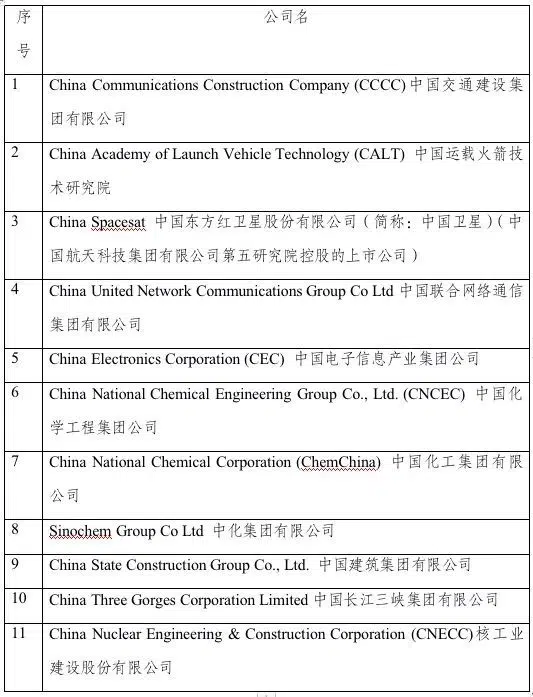 序
号
公司名
1
China Communications Construction Company (CCCC)中国交通建设集
团有限公司
2
China Academy of Launch Vehicle Technology (CALT) 中国运载火箭技
术研究院
3
China Spacesat 中国东方红卫星股份有限公司（简称：中国卫星）（中
国航天科技集团有限公司第五研究院控股的上市公司）
4
China United Network Communications Group Co Ltd 中国联合网络通信
集团有限公司
5
China Electronics Corporation (CEC) 中国电子信息产业集团公司
6
China National Chemical Engineering Group Co., Ltd. (CNCEC) 中国化
学工程集团公司
7
China National Chemical Corporation (ChemChina) 中国化工集团有限
公司
8
Sinochem Group Co Ltd 中化集团有限公司
9
China State Construction Group Co., Ltd. 中国建筑集团有限公司
10
China Three Gorges Corporation Limited 中国长江三峡集团有限公司
11
China Nuclear Engineering & Construction Corporation (CNECC)核工业
建设股份有限公司